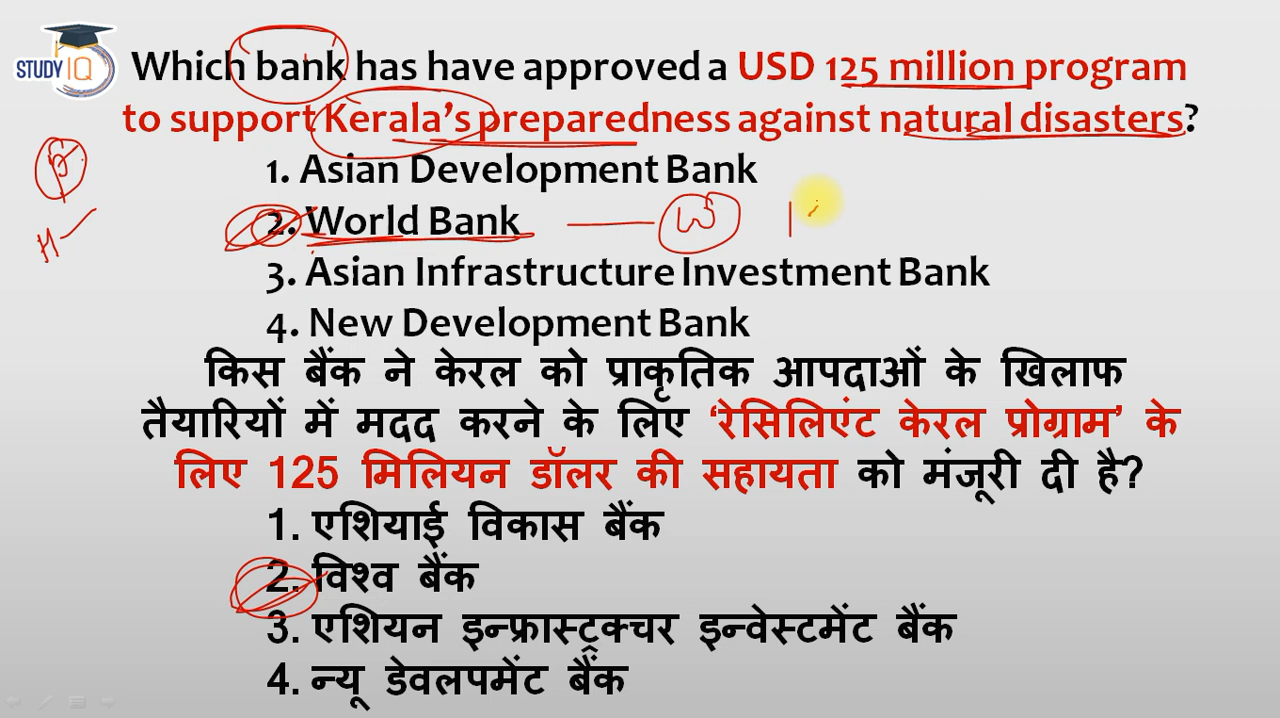 STUDY IQ
Which bank has have approved a USD 125 million program
to support Kerala's preparedness against natural disasters?
1. Asian Development Bank
2. World Bank
W
3. Asian Infrastructure Investment Bank
4. New Development Bank
किस बैंक ने केरल को प्राकृतिक आपदाओं के खिलाफ
तैयारियों में मदद करने के लिए ‘रेसिलिएंट केरल प्रोग्राम’ के
लिए 125 मिलियन डॉलर की सहायता को मंजूरी दी है?
1. एशियाई विकास बैंक
2. विश्व बैंक
3. एशियन इन्फ्रास्ट्रक्चर इन्वेस्टमेंट बैंक
4. न्यू डेवलपमेंट बैंक